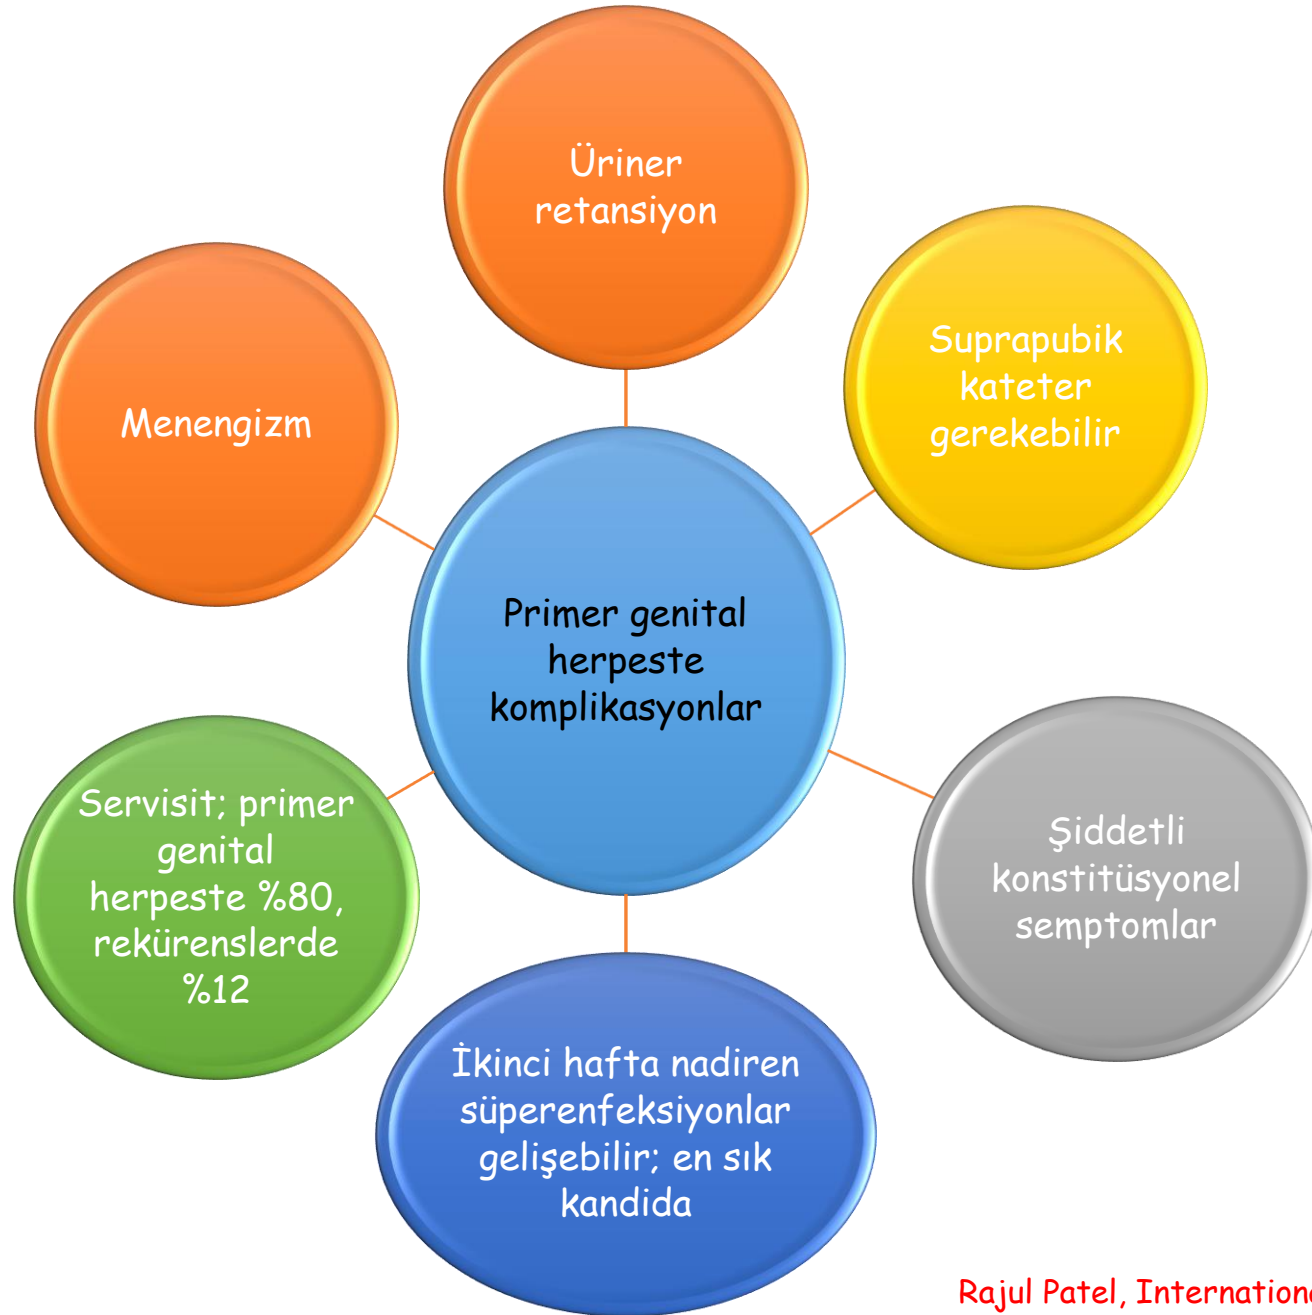 Üriner
retansiyon
Suprapubik
kateter
gerekebilir
Menengizm
Primer genital
herpeste
komplikasyonlar
Şiddetli
konstitüsyonel
semptomlar
Servisit; primer
genital
herpeste %80,
rekürenslerde
%12
İkinci hafta nadiren
süperenfeksiyonlar
gelişebilir; en sık
kandida
Rajul Patel, Internationa